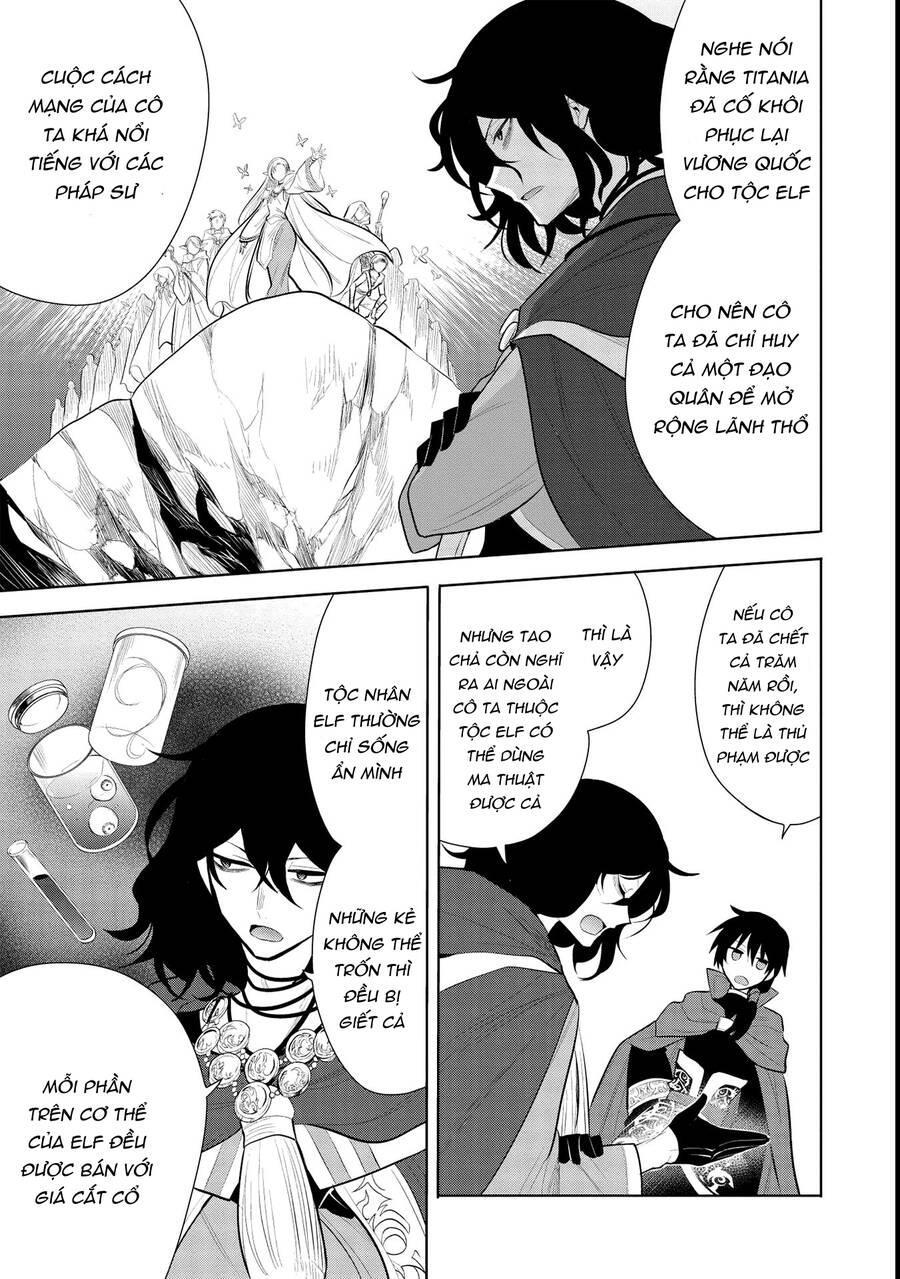 NGHE NÓI
RẰNG TITANIA
ĐÃ CỐ KHÔI
PHỤC LẠI
VƯƠNG QUỐC
CHO TỘC ELF
CHO NÊN CÔ
TA ĐÃ CHỈ HUY
CẢ MỘT ĐẠO
QUÂN ĐỂ MỞ
RỘNG LÃNH THỔ
CUỘC CÁCH
MẠNG CỦA CÔ
TA KHÁ NỔI
TIẾNG VỚI CÁC
PHÁP SƯ
NẾU CÔ
TA ĐÃ CHẾT
CẢ TRĂM
NĂM RỒI,
THÌ KHÔNG
THỂ LÀ THỦ
PHẠM ĐƯỢC
THÌ LÀ
VẬY
NHƯNG TAO
CHẢ CÒN NGHĨ
RA AI NGOÀI
CÔ TA THUỘC
TỘC ELF CÓ
THỂ DÙNG
MA THUẬT
ĐƯỢC CẢ
TỘC NHÂN
ELF THƯỜNG
CHỈ SỐNG
ẨN MÌNH
NHỮNG KẺ
KHÔNG THỂ
TRỐN THÌ
ĐỀU BỊ
GIẾT CẢ
MỖI PHẦN
TRÊN CƠ THỂ
CỦA ELF ĐỀU
ĐƯỢC BÁN VỚI
GIÁ CẮT CỔ